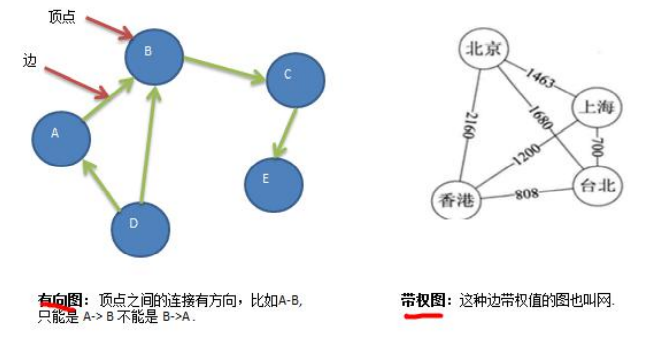 顶点
边
B
C
A
E
D
北京
1463
上海
2160
1680
1200
700
香港
808
台北
有向图：顶点之间的连接有方向，比如A-B,
只能是 A-> B 不能是 B->A .
带权图：这种边带权值的图也叫网.